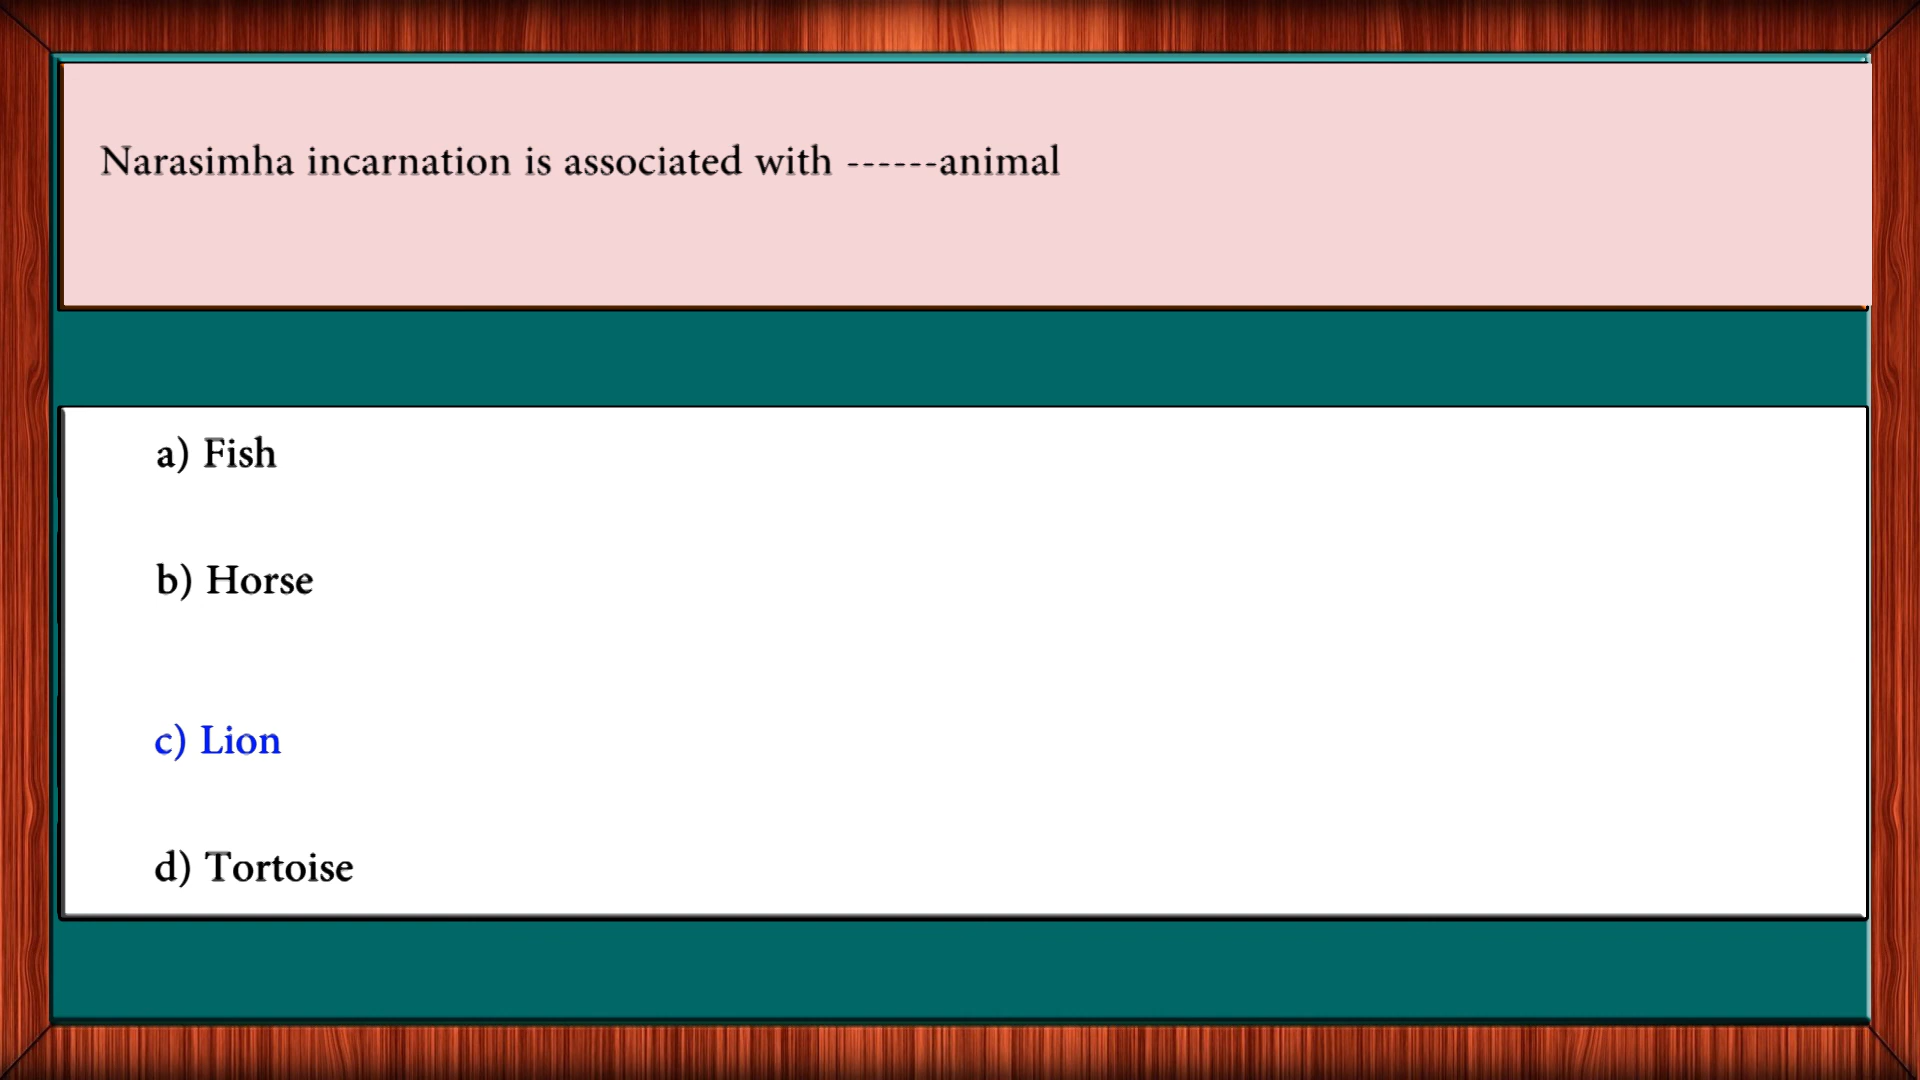 Narasimha incarnation is associated with ------animal
a) Fish
b) Horse
c) Lion
d) Tortoise